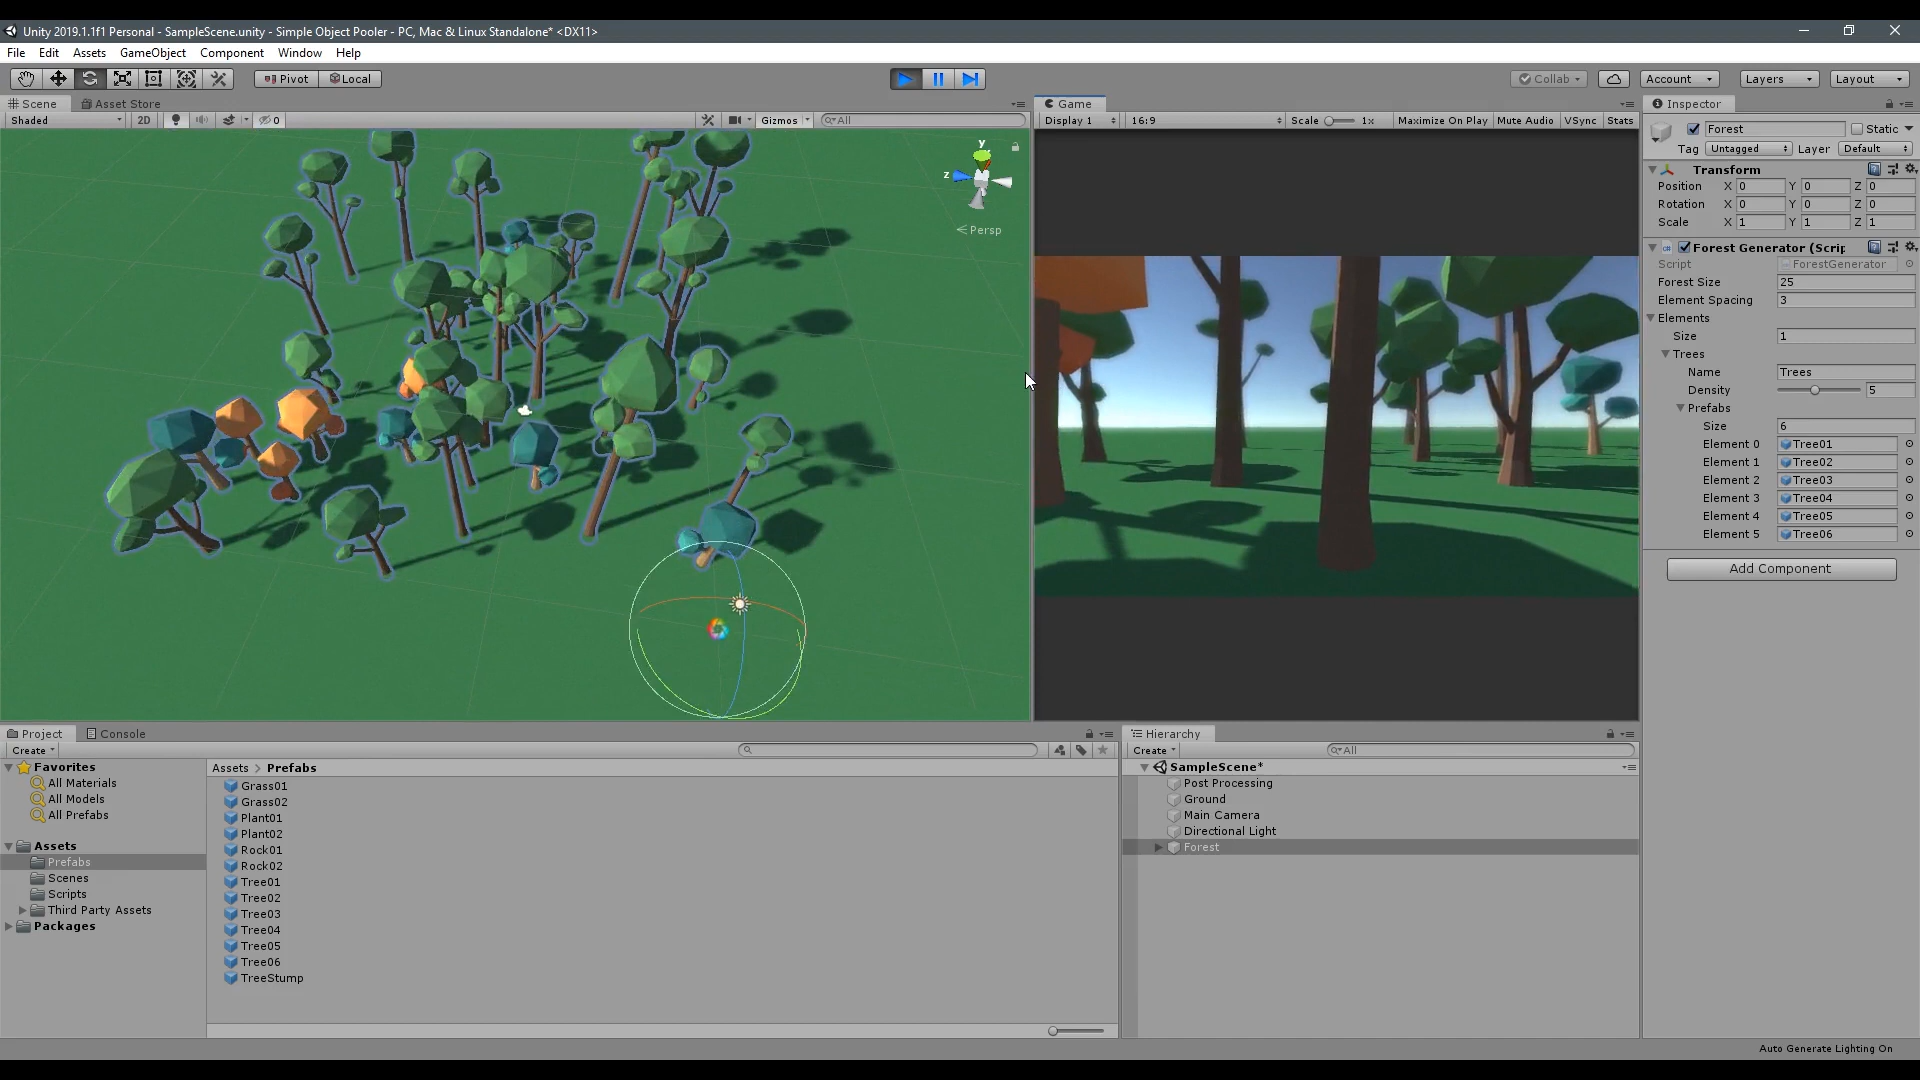 Unity 2019.1.1f1 Personal - SampleScene.unity - Simple Object Pooler - PC, Mac & Linux Standalone* <DX11>
File Edit Assets GameObject Component Window Help
Pivot Local Collab Account Layers Layout
Scene Asset Store
Shaded 2D 0 Gizmos All
y
z
Persp
Game
Display 1 16:9 Scale 1x Maximize On Play Mute Audio VSync Stats
Inspector
Forest Static
Tag Untagged Layer Default
Transform
Position X 0 Y 0 Z 0
Rotation X 0 Y 0 Z 0
Scale X 1 Y 1 Z 1
Forest Generator (Scrip
Script ForestGenerator
Forest Size 25
Element Spacing 3
Elements
Size 1
Trees
Name Trees
Density 5
Prefabs
Size 6
Element 0 Tree01
Element 1 Tree02
Element 2 Tree03
Element 3 Tree04
Element 4 Tree05
Element 5 Tree06
Add Component
Project Console
Create
Favorites
All Materials
All Models
All Prefabs
Assets
Prefabs
Scenes
Scripts
Third Party Assets
Packages
Assets > Prefabs
Grass01
Grass02
Plant01
Plant02
Rock01
Rock02
Tree01
Tree02
Tree03
Tree04
Tree05
Tree06
TreeStump
Hierarchy
Create All
SampleScene*
Post Processing
Ground
Main Camera
Directional Light
Forest
Auto Generate Lighting On